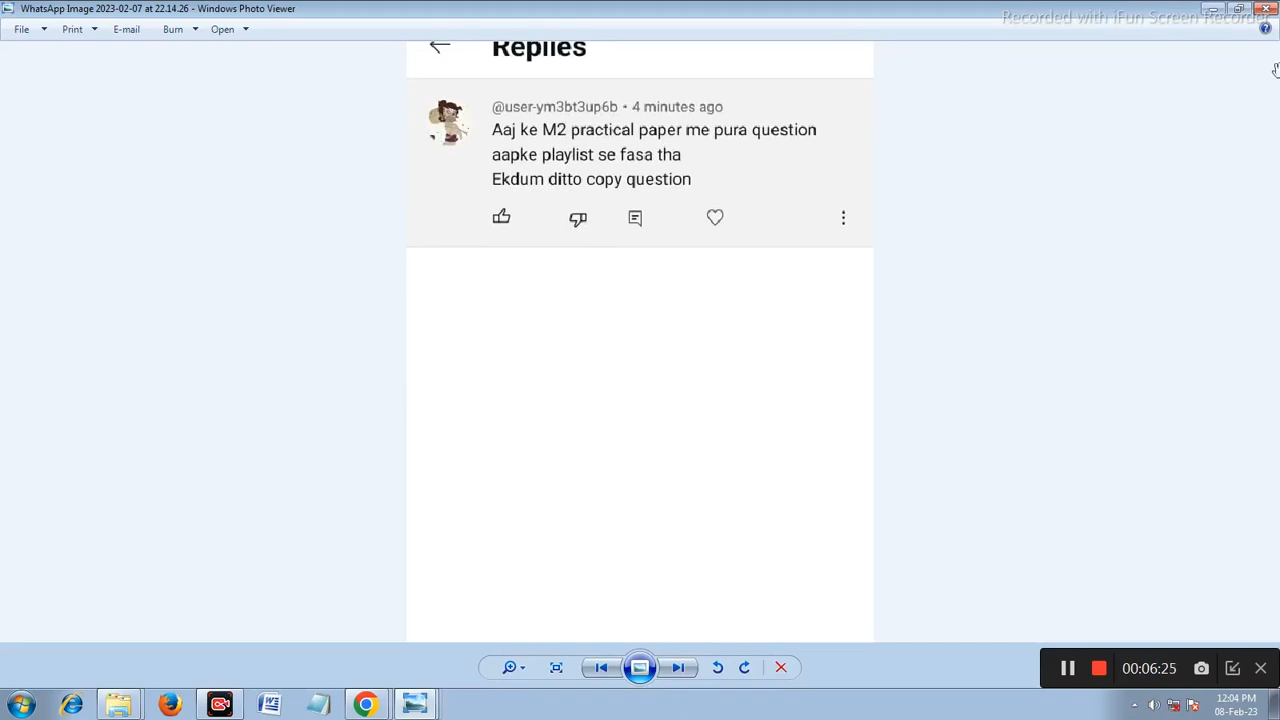 WhatsApp Image 2023-02-07 at 22.14.26 - Windows Photo Viewer
Recorded with iFun Screen Recorder
File Print Burn Open E-mail
Replies
@user-ym3bt3up6b • 4 minutes ago
Aaj ke M2 practical paper me pura question
aapke playlist se fasa tha
Ekdum ditto copy question
00:06:25
12:04 PM
08-Feb-23